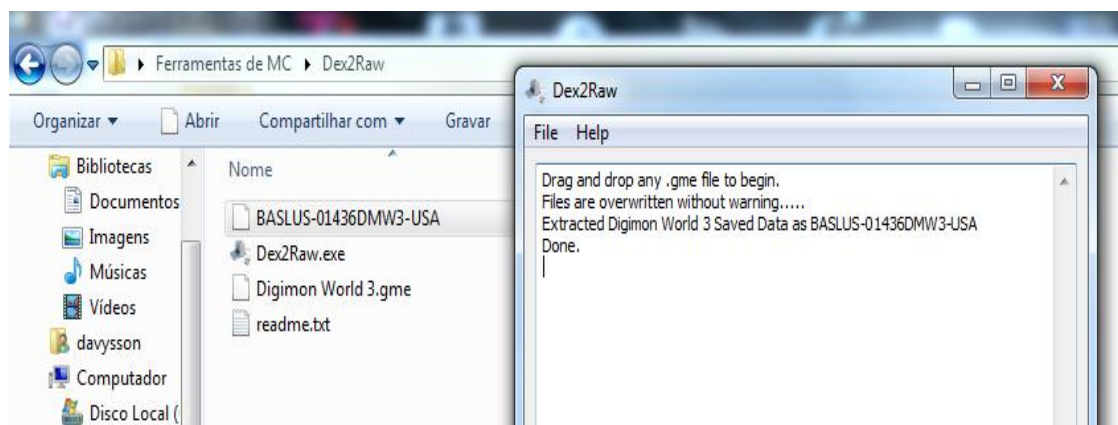 Ferramentas de MC
Dex2Raw
Organizar
Abrir
Compartilhar com
Gravar
Bibliotecas
Documentos
Imagens
Músicas
Vídeos
davysson
Computador
Disco Local (
Nome
BASLUS-01436DMW3-USA
Dex2Raw.exe
Digimon World 3.gme
readme.txt
Dex2Raw
File Help
Drag and drop any .gme file to begin.
Files are overwritten without warning.....
Extracted Digimon World 3 Saved Data as BASLUS-01436DMW3-USA
Done.